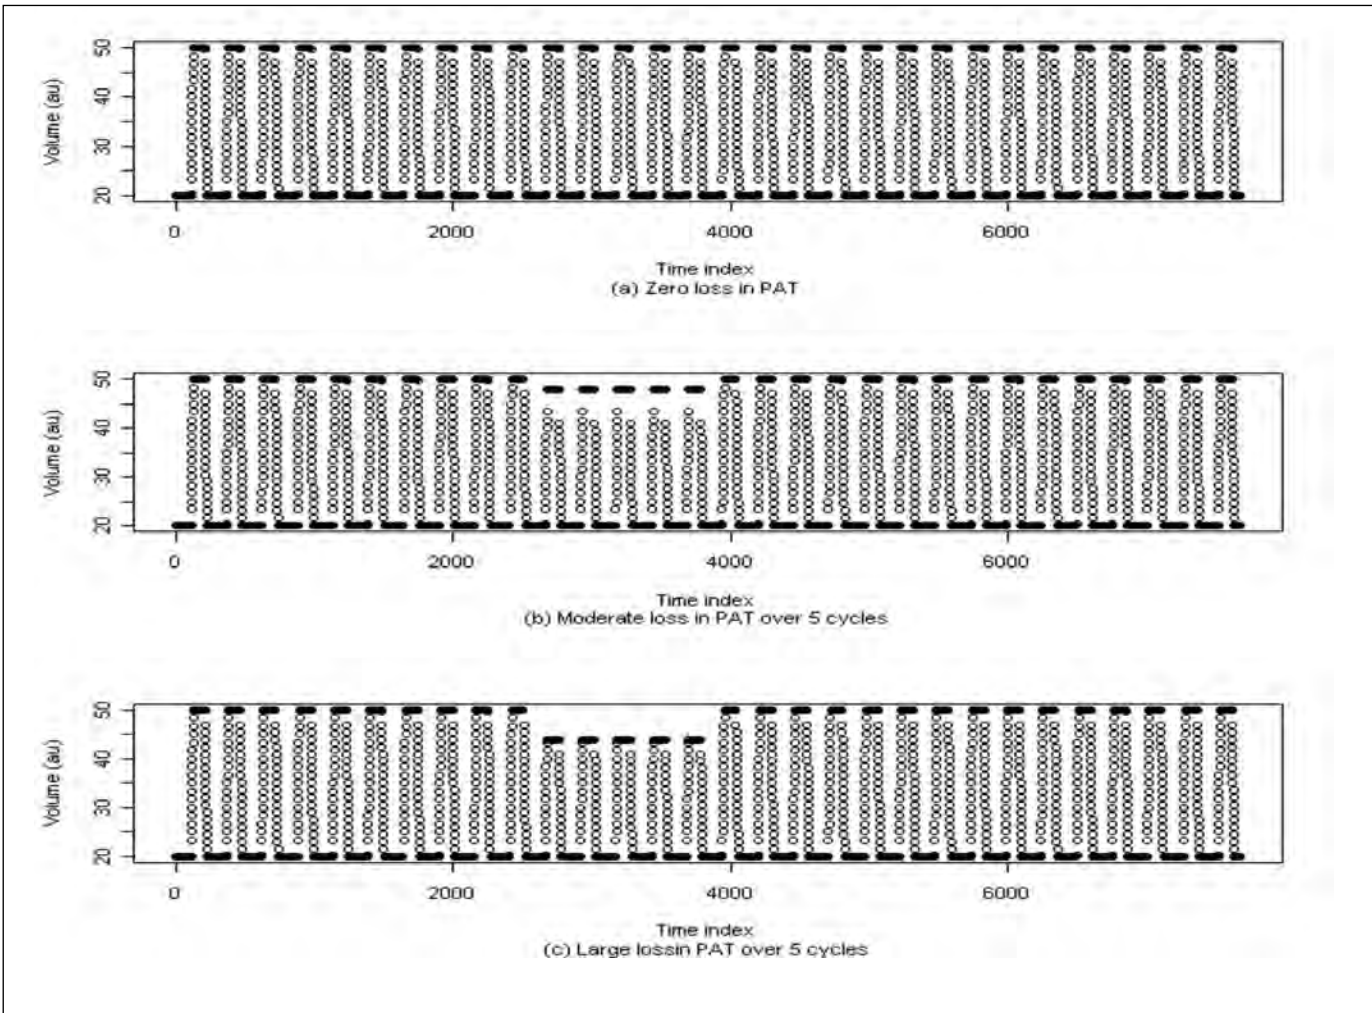 Volume (au)
50
40
30
20
0 2000 4000 6000
Time index
(a) Zero loss in PAT
Volume (au)
50
40
30
20
0 2000 4000 6000
Time index
(b) Moderate loss in PAT over 5 cycles
Volume (au)
50
40
30
20
0 2000 4000 6000
Time index
(c) Large lossin PAT over 5 cycles